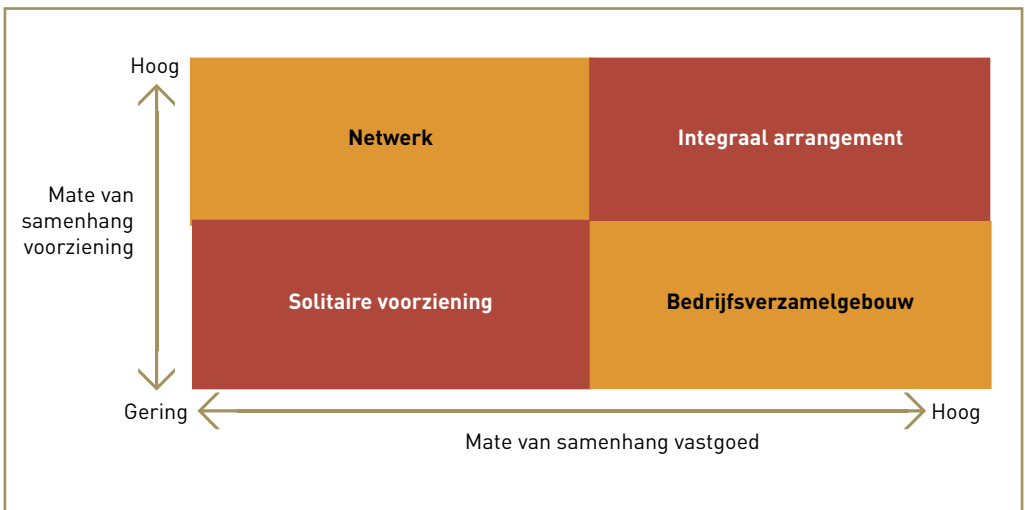 Hoog
Netwerk
Integraal arrangement
Mate van
samenhang
voorziening
Solitaire voorziening
Bedrijfsverzamelgebouw
Gering
Hoog
Mate van samenhang vastgoed